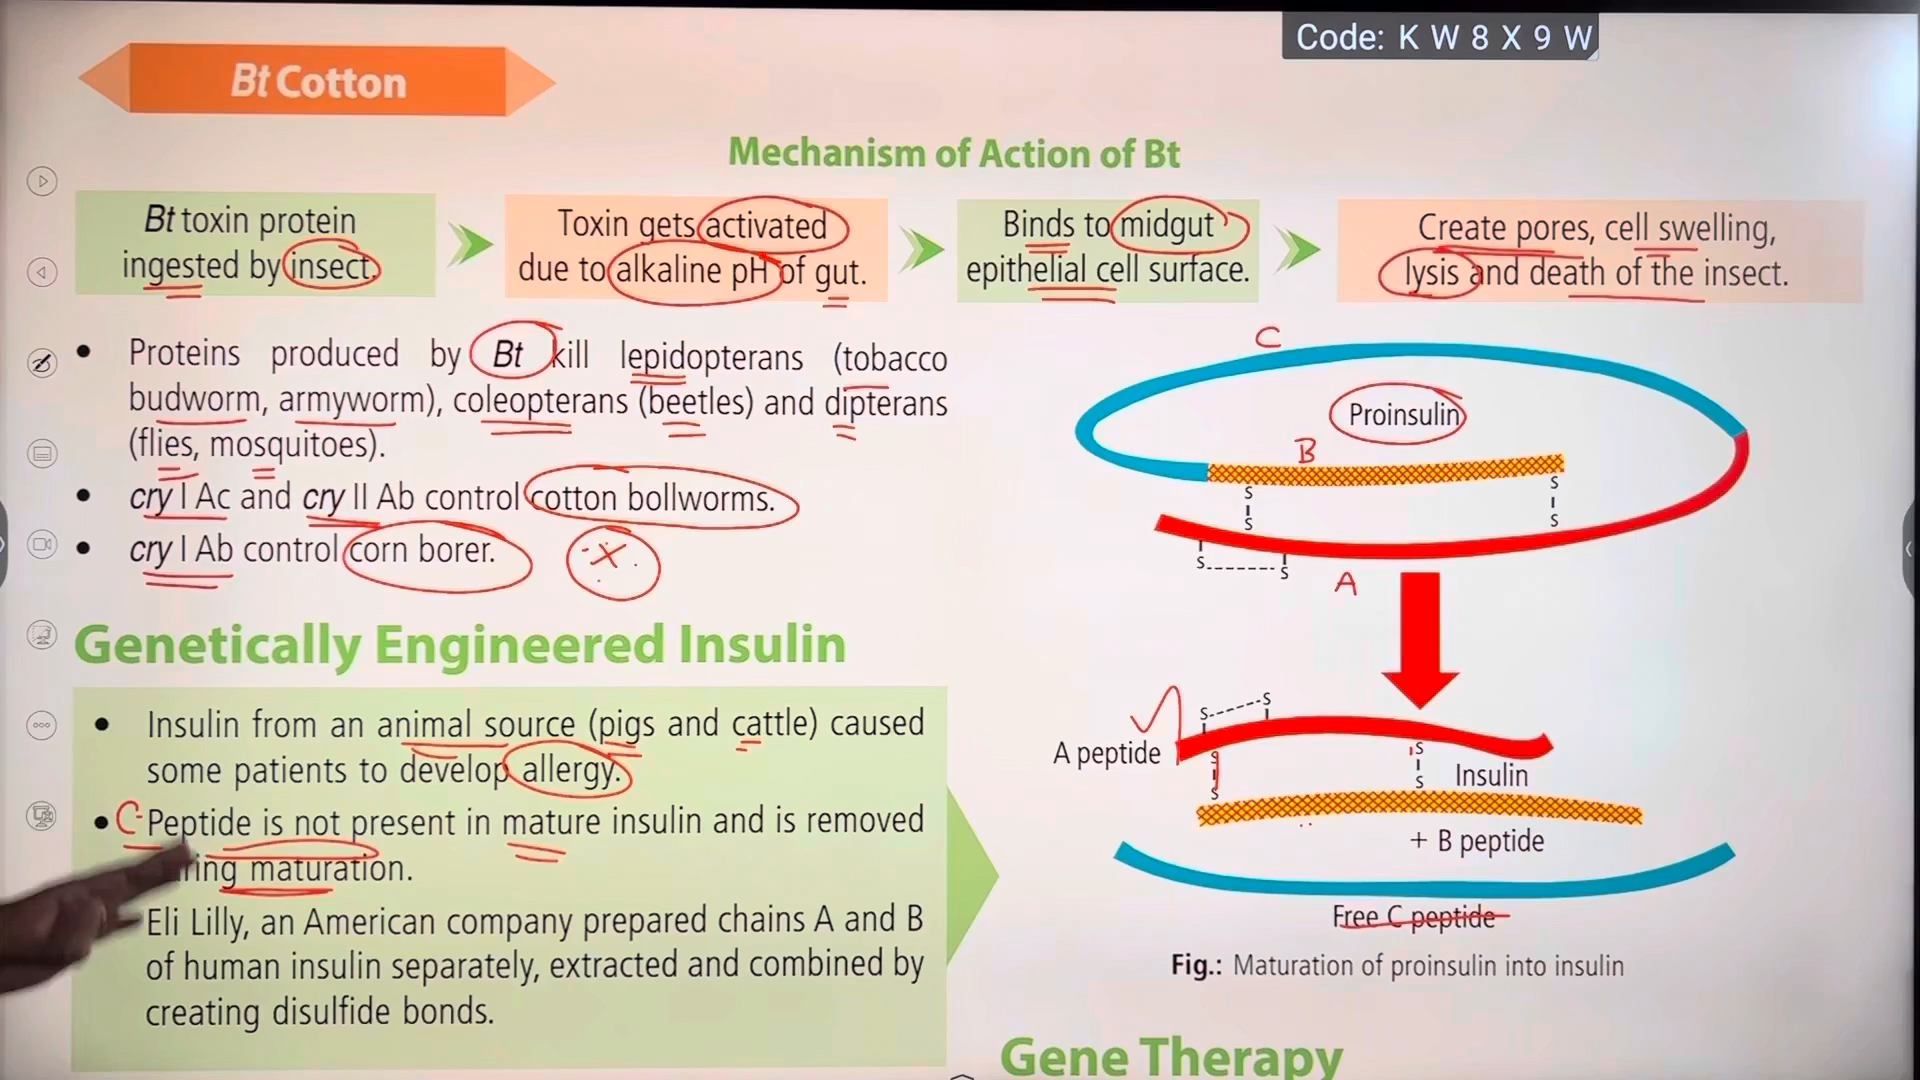 Code: K W 8 X 9 W
Bt Cotton
Mechanism of Action of Bt
Bt toxin protein
ingested by insect.
Toxin gets activated
due to alkaline pH of gut.
Binds to midgut
epithelial cell surface.
Create pores, cell swelling,
lysis and death of the insect.
• Proteins produced by Bt kill lepidopterans (tobacco
budworm, armyworm), coleopterans (beetles) and dipterans
(flies, mosquitoes).
• cry I Ac and cry II Ab control cotton bollworms.
• cry I Ab control corn borer.
X
C
Proinsulin
B
S S
S S
S S
A
Genetically Engineered Insulin
• Insulin from an animal source (pigs and cattle) caused
some patients to develop allergy.
• C-Peptide is not present in mature insulin and is removed
ring maturation.
Eli Lilly, an American company prepared chains A and B
of human insulin separately, extracted and combined by
creating disulfide bonds.
S S
A peptide
S S
S S
Insulin
+ B peptide
Free C peptide
Fig.: Maturation of proinsulin into insulin
Gene Therapy